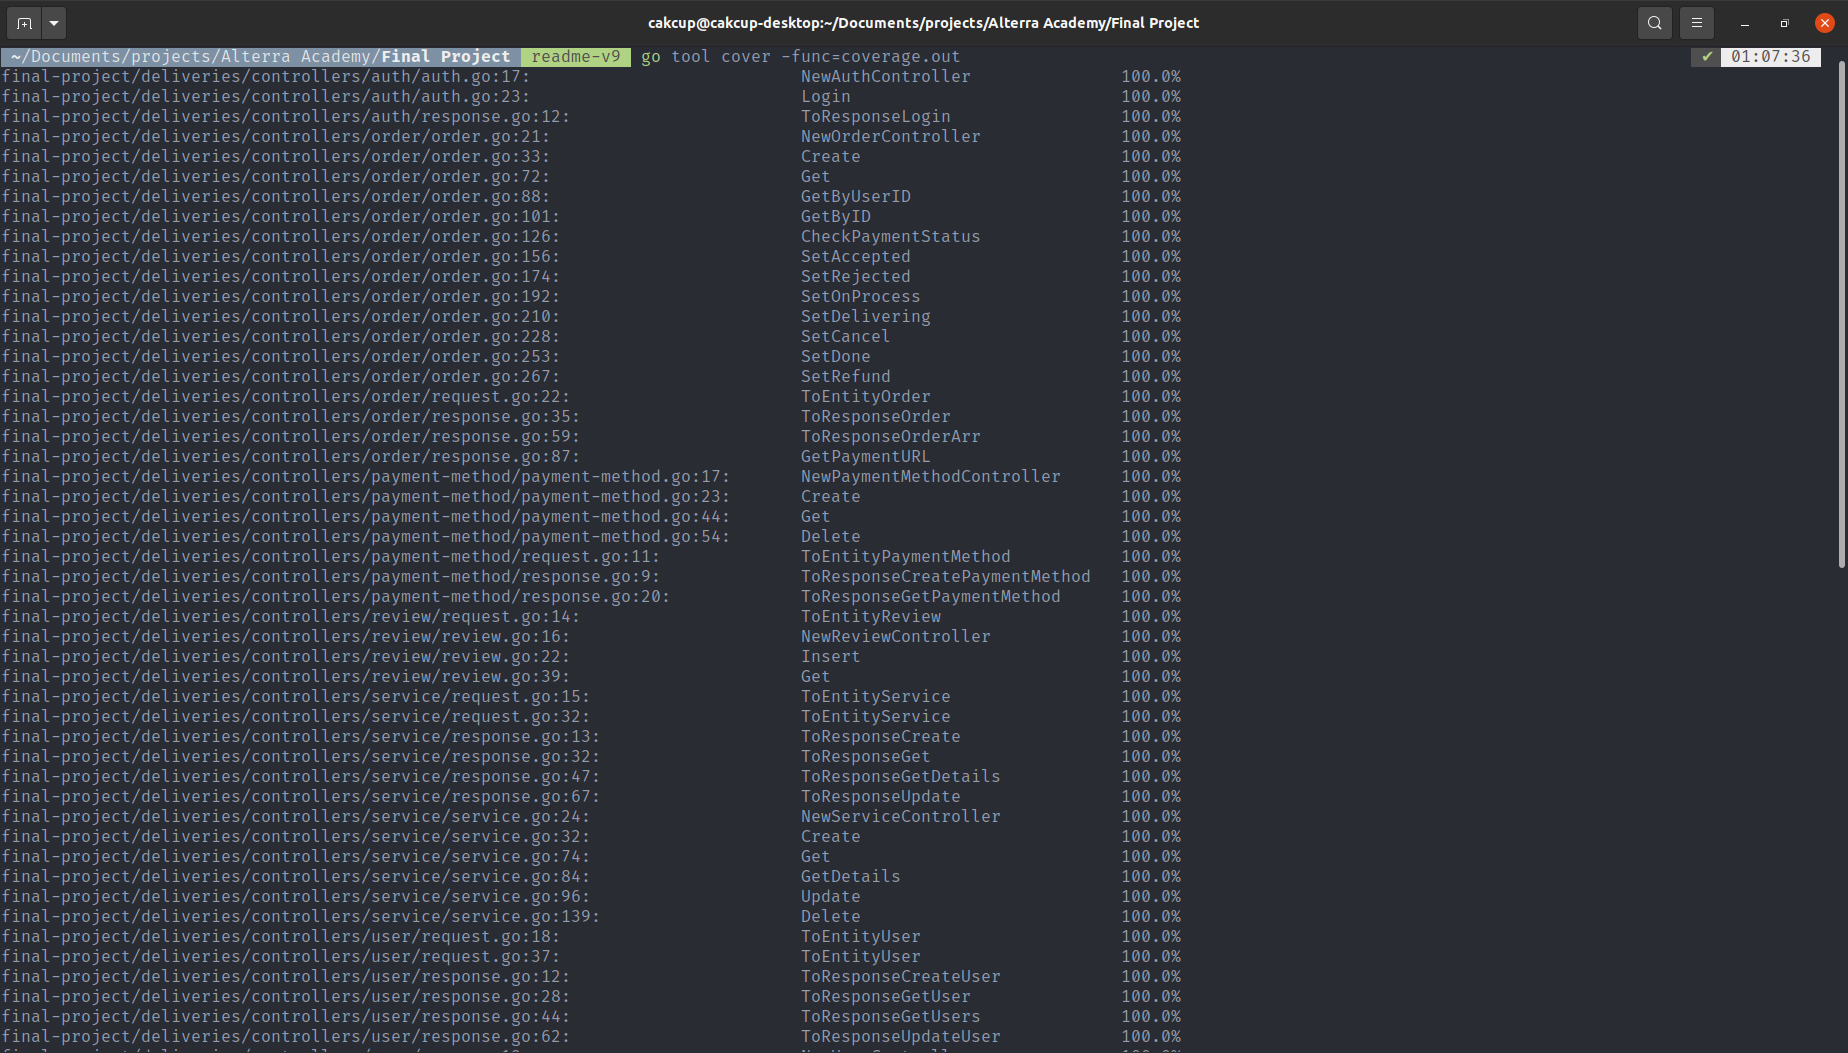 cakcup@cakcup-desktop:~/Documents/projects/Alterra Academy/Final Project
~/Documents/projects/Alterra Academy/Final Project readme-v9 go tool cover -func=coverage.out ✔ 01:07:36
final-project/deliveries/controllers/auth/auth.go:17: NewAuthController 100.0%
final-project/deliveries/controllers/auth/auth.go:23: Login 100.0%
final-project/deliveries/controllers/auth/response.go:12: ToResponseLogin 100.0%
final-project/deliveries/controllers/order/order.go:21: NewOrderController 100.0%
final-project/deliveries/controllers/order/order.go:33: Create 100.0%
final-project/deliveries/controllers/order/order.go:72: Get 100.0%
final-project/deliveries/controllers/order/order.go:88: GetByUserID 100.0%
final-project/deliveries/controllers/order/order.go:101: GetByID 100.0%
final-project/deliveries/controllers/order/order.go:126: CheckPaymentStatus 100.0%
final-project/deliveries/controllers/order/order.go:156: SetAccepted 100.0%
final-project/deliveries/controllers/order/order.go:174: SetRejected 100.0%
final-project/deliveries/controllers/order/order.go:192: SetOnProcess 100.0%
final-project/deliveries/controllers/order/order.go:210: SetDelivering 100.0%
final-project/deliveries/controllers/order/order.go:228: SetCancel 100.0%
final-project/deliveries/controllers/order/order.go:253: SetDone 100.0%
final-project/deliveries/controllers/order/order.go:267: SetRefund 100.0%
final-project/deliveries/controllers/order/request.go:22: ToEntityOrder 100.0%
final-project/deliveries/controllers/order/response.go:35: ToResponseOrder 100.0%
final-project/deliveries/controllers/order/response.go:59: ToResponseOrderArr 100.0%
final-project/deliveries/controllers/order/response.go:87: GetPaymentURL 100.0%
final-project/deliveries/controllers/payment-method/payment-method.go:17: NewPaymentMethodController 100.0%
final-project/deliveries/controllers/payment-method/payment-method.go:23: Create 100.0%
final-project/deliveries/controllers/payment-method/payment-method.go:44: Get 100.0%
final-project/deliveries/controllers/payment-method/payment-method.go:54: Delete 100.0%
final-project/deliveries/controllers/payment-method/request.go:11: ToEntityPaymentMethod 100.0%
final-project/deliveries/controllers/payment-method/response.go:9: ToResponseCreatePaymentMethod 100.0%
final-project/deliveries/controllers/payment-method/response.go:20: ToResponseGetPaymentMethod 100.0%
final-project/deliveries/controllers/review/request.go:14: ToEntityReview 100.0%
final-project/deliveries/controllers/review/review.go:16: NewReviewController 100.0%
final-project/deliveries/controllers/review/review.go:22: Insert 100.0%
final-project/deliveries/controllers/review/review.go:39: Get 100.0%
final-project/deliveries/controllers/service/request.go:15: ToEntityService 100.0%
final-project/deliveries/controllers/service/request.go:32: ToEntityService 100.0%
final-project/deliveries/controllers/service/response.go:13: ToResponseCreate 100.0%
final-project/deliveries/controllers/service/response.go:32: ToResponseGet 100.0%
final-project/deliveries/controllers/service/response.go:47: ToResponseGetDetails 100.0%
final-project/deliveries/controllers/service/response.go:67: ToResponseUpdate 100.0%
final-project/deliveries/controllers/service/service.go:24: NewServiceController 100.0%
final-project/deliveries/controllers/service/service.go:32: Create 100.0%
final-project/deliveries/controllers/service/service.go:74: Get 100.0%
final-project/deliveries/controllers/service/service.go:84: GetDetails 100.0%
final-project/deliveries/controllers/service/service.go:96: Update 100.0%
final-project/deliveries/controllers/service/service.go:139: Delete 100.0%
final-project/deliveries/controllers/user/request.go:18: ToEntityUser 100.0%
final-project/deliveries/controllers/user/request.go:37: ToEntityUser 100.0%
final-project/deliveries/controllers/user/response.go:12: ToResponseCreateUser 100.0%
final-project/deliveries/controllers/user/response.go:28: ToResponseGetUser 100.0%
final-project/deliveries/controllers/user/response.go:44: ToResponseGetUsers 100.0%
final-project/deliveries/controllers/user/response.go:62: ToResponseUpdateUser 100.0%